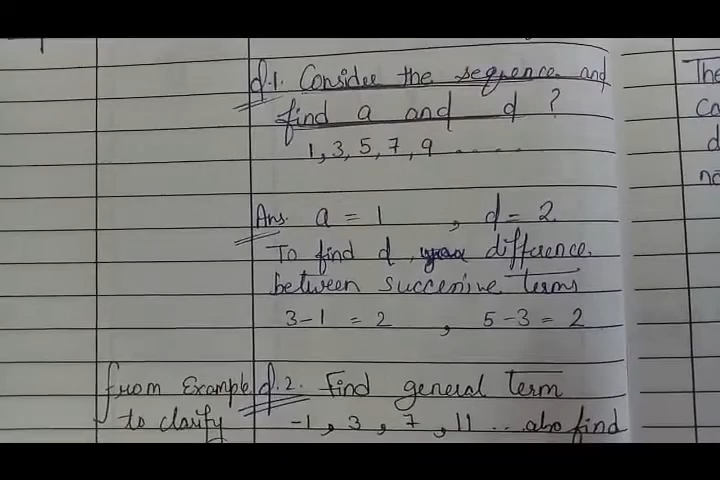 Q.1. Consider the sequence and
find a and d ?
1, 3, 5, 7, 9 .....
Ans. a = 1 , d = 2
To find d, difference
between successive terms
3-1 = 2 , 5-3 = 2
from Example
to clarify
Q.2. Find general term
-1, 3, 7, 11 ... also find
The